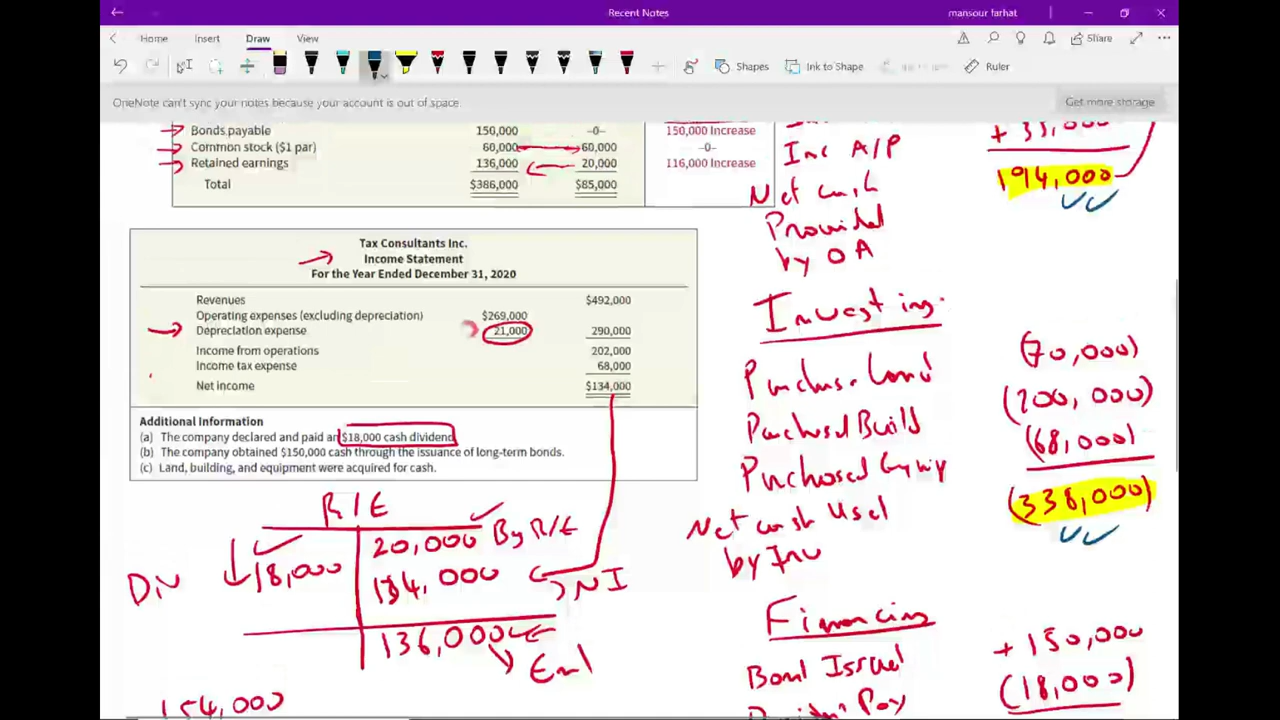 Recent Notes
mansour farhat
Home Insert Draw View
Share
Shapes Ink to Shape Ruler
OneNote can't sync your notes because your account is out of space.
Get more storage
Bonds payable 150,000 -0- 150,000 Increase
Common stock ($1 par) 60,000 60,000 -0-
Retained earnings 136,000 20,000 116,000 Increase
Total $386,000 $85,000
Tax Consultants Inc.
Income Statement
For the Year Ended December 31, 2020
Revenues $492,000
Operating expenses (excluding depreciation) $269,000
Depreciation expense 21,000 290,000
Income from operations 202,000
Income tax expense 68,000
Net income $134,000
Additional Information
(a) The company declared and paid an $18,000 cash dividend.
(b) The company obtained $150,000 cash through the issuance of long-term bonds.
(c) Land, building, and equipment were acquired for cash.
R/E
20,000 By R/E
Div 18,000 134,000 NI
136,000 End
154,000
Inc A/P
194,000
Net cash
Provided
by OA
Investing
Purchase Land (70,000)
Purchased Build (200,000)
Purchased Equip (68,000)
Net cash Used (338,000)
by Inv
Financing
Bond Issued +150,000
Pay (18,000)